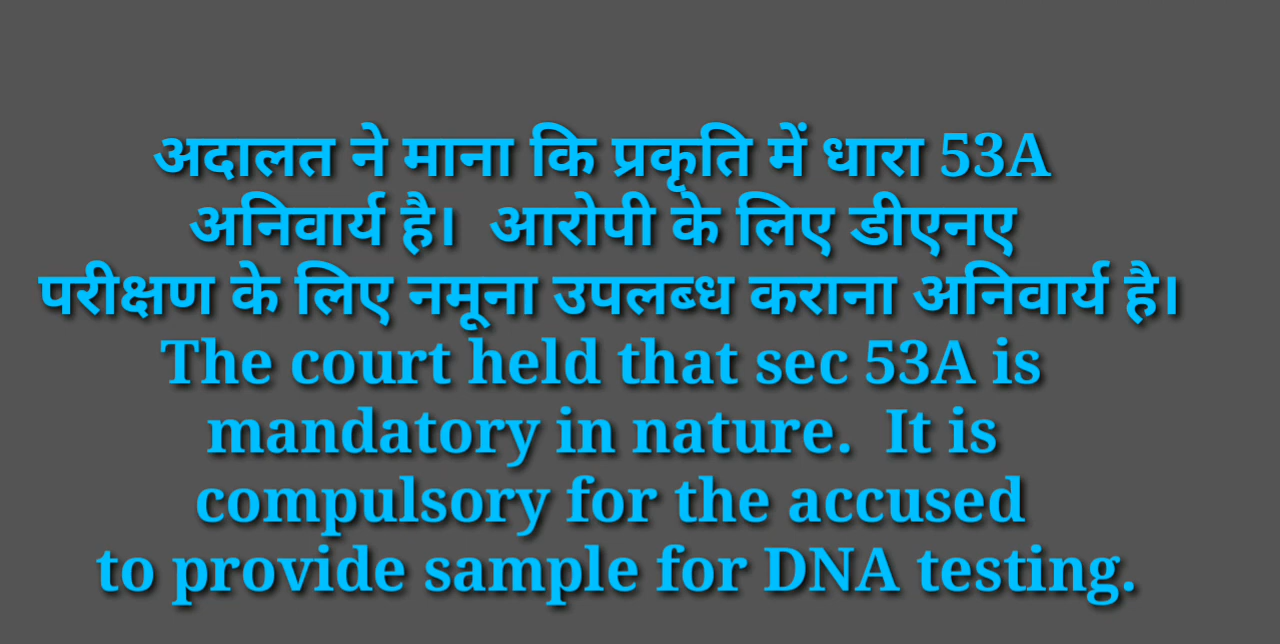 अदालत ने माना कि प्रकृति में धारा 53A
अनिवार्य है।  आरोपी के लिए डीएनए
परीक्षण के लिए नमूना उपलब्ध कराना अनिवार्य है।
The court held that sec 53A is
mandatory in nature.  It is
compulsory for the accused
to provide sample for DNA testing.